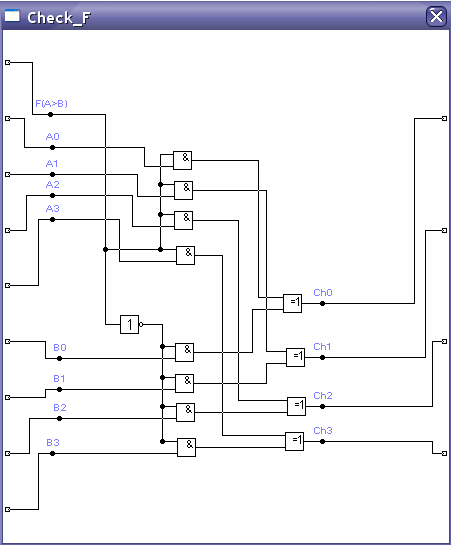 Check_F
F(A>B)
A0
&
A1
&
A2
&
A3
&
Ch0
=1
1
B0
&
Ch1
=1
B1
&
Ch2
=1
B2
&
Ch3
=1
B3
&